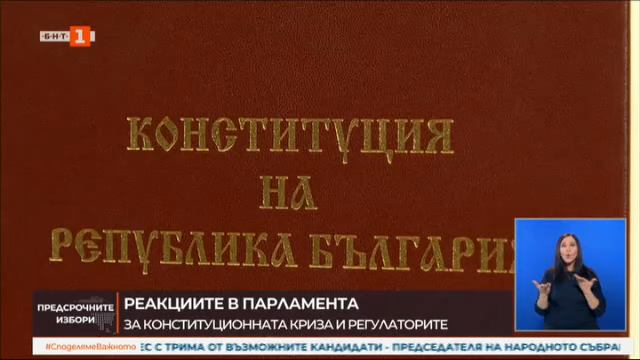 БНТ 1
КОНСТИТУЦИЯ
НА
РЕПУБЛИКА БЪЛГАРИЯ
ПРЕДСРОЧНИТЕ
ИЗБОРИ
РЕАКЦИИТЕ В ПАРЛАМЕНТА
ЗА КОНСТИТУЦИОННАТА КРИЗА И РЕГУЛАТОРИТЕ
#СподелямеВажното
ЕС С ТРИМА ОТ ВЪЗМОЖНИТЕ КАНДИДАТИ - ПРЕДСЕДАТЕЛЯ НА НАРОДНОТО СЪБРА